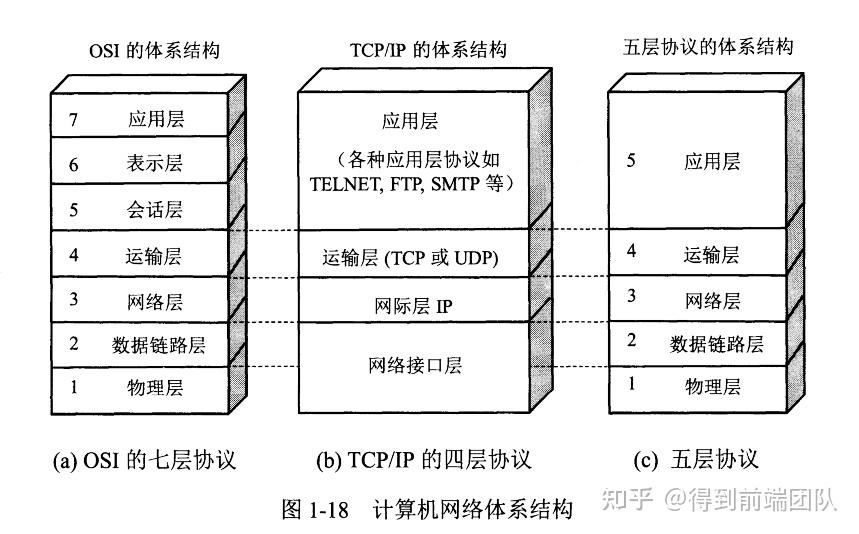 OSI 的体系结构
7 应用层
6 表示层
5 会话层
4 运输层
3 网络层
2 数据链路层
1 物理层
(a) OSI 的七层协议
TCP/IP 的体系结构
应用层
(各种应用层协议如
TELNET, FTP, SMTP 等)
运输层 (TCP 或 UDP)
网际层 IP
网络接口层
(b) TCP/IP 的四层协议
五层协议的体系结构
5 应用层
4 运输层
3 网络层
2 数据链路层
1 物理层
(c) 五层协议
图 1-18 计算机网络体系结构
知乎 @得到前端团队